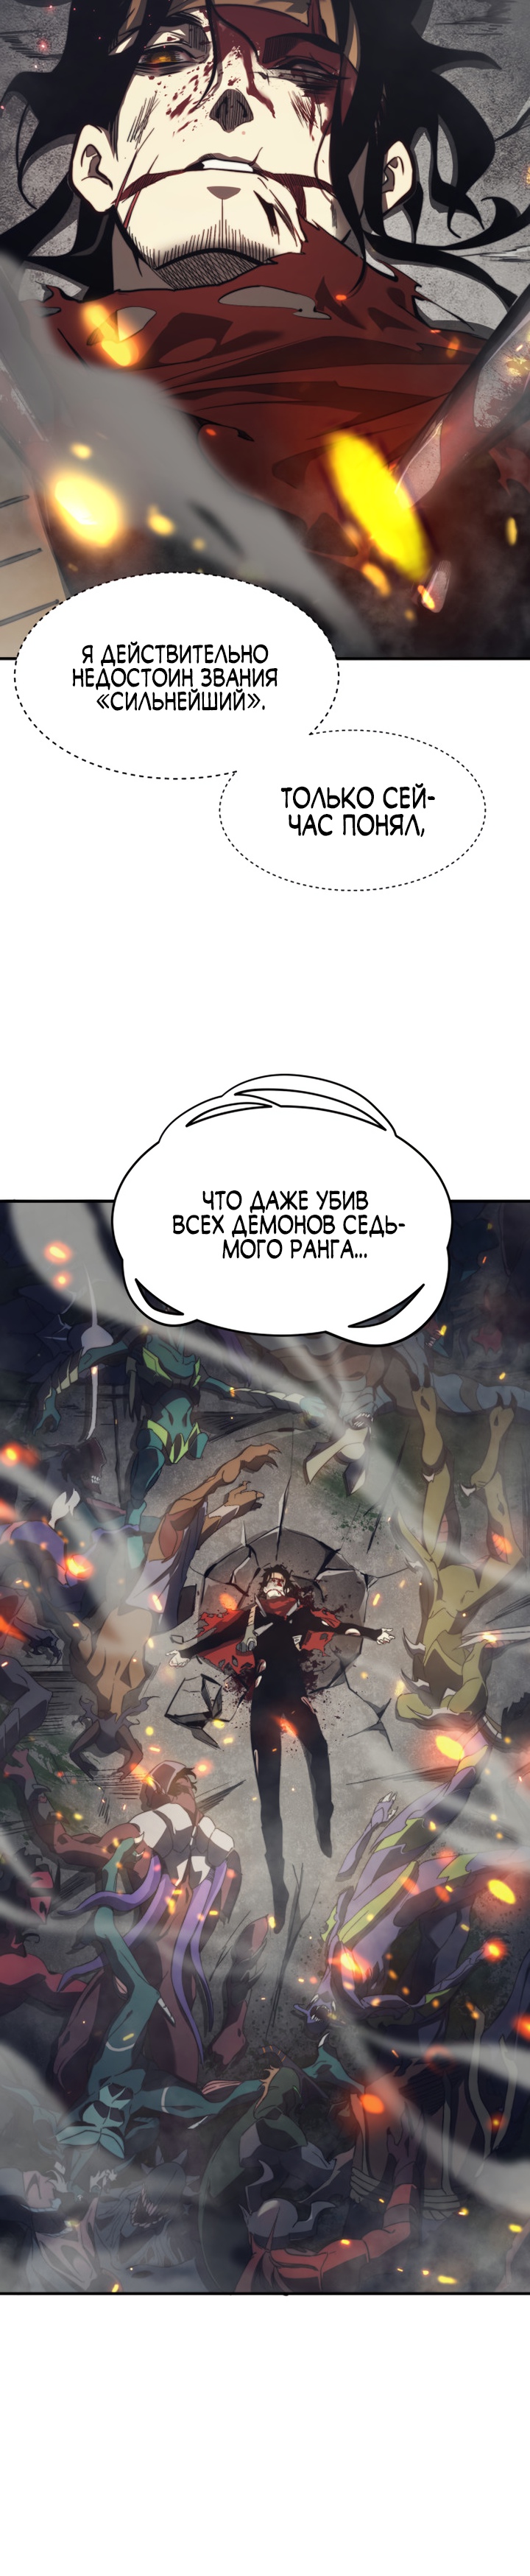 Я ДЕЙСТВИТЕЛЬНО
НЕДОСТОИН ЗВАНИЯ
«СИЛЬНЕЙШИЙ».
ТОЛЬКО СЕЙ-
ЧАС ПОНЯЛ,
ЧТО ДАЖЕ УБИВ
ВСЕХ ДЕМОНОВ СЕДЬ-
МОГО РАНГА...